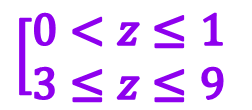 0 < z ≤ 1
3 ≤ z ≤ 9